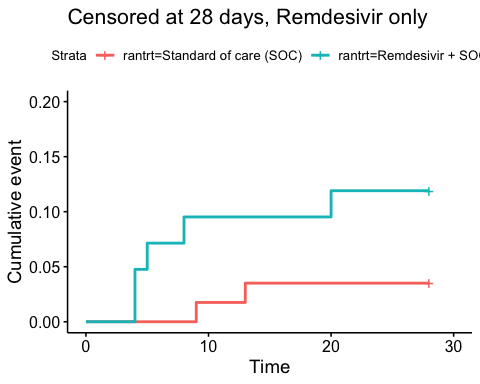 Censored at 28 days, Remdesivir only
Strata rantrt=Standard of care (SOC) rantrt=Remdesivir + SO
0.20
0.15
0.10
0.05
0.00
Cumulative event
0 10 20 30
Time